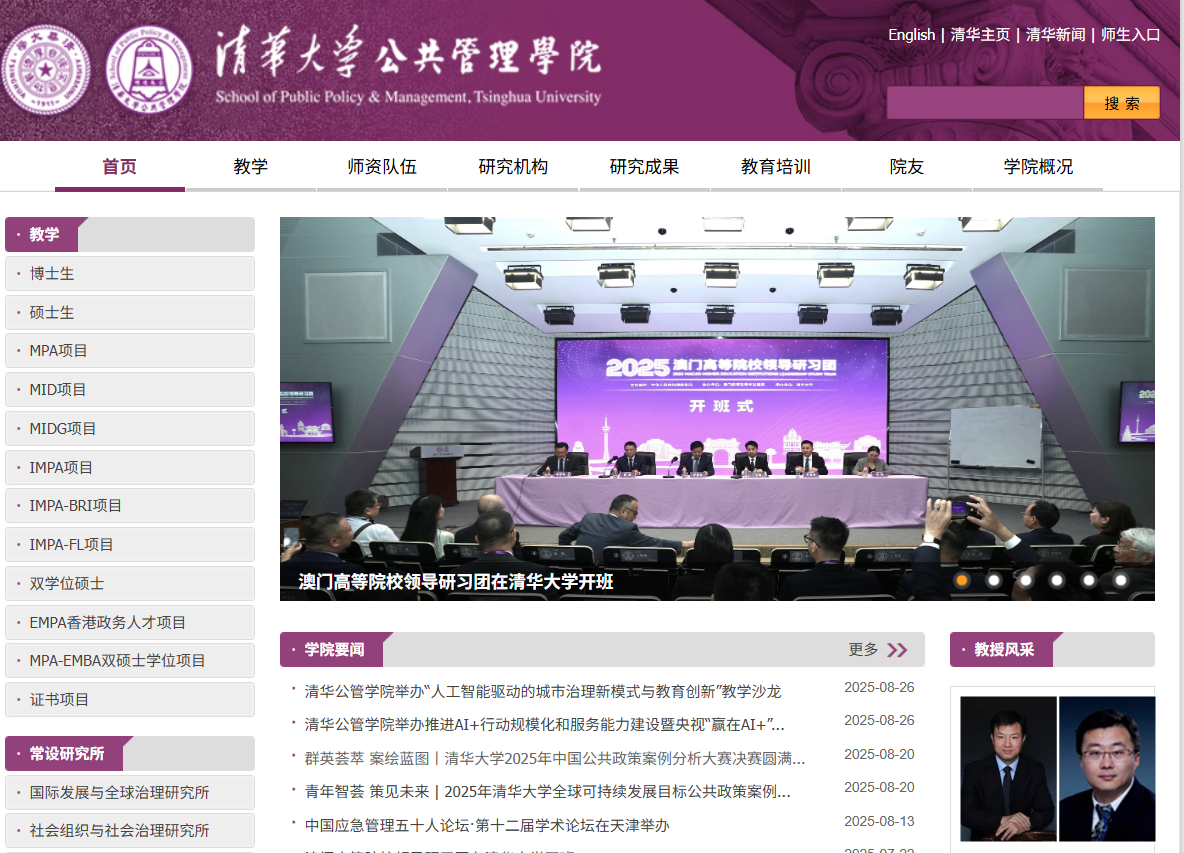 清華大学公共管理學院
School of Public Policy & Management, Tsinghua University
English | 清华主页 | 清华新闻 | 师生入口
搜 索
首页 教学 师资队伍 研究机构 研究成果 教育培训 院友 学院概况
· 教学
· 博士生
· 硕士生
· MPA项目
· MID项目
· MIDG项目
· IMPA项目
· IMPA-BRI项目
· IMPA-FL项目
· 双学位硕士
· EMPA香港政务人才项目
· MPA-EMBA双硕士学位项目
· 证书项目
· 常设研究所
· 国际发展与全球治理研究所
· 社会组织与社会治理研究所
2025澳门高等院校领导研习团
开 班 式
澳门高等院校领导研习团在清华大学开班
· 学院要闻 更多
· 清华公管学院举办“人工智能驱动的城市治理新模式与教育创新”教学沙龙 2025-08-26
· 清华公管学院举办推进AI+行动规模化和服务能力建设暨央视“赢在AI+”... 2025-08-26
· 群英荟萃 案绘蓝图丨清华大学2025年中国公共政策案例分析大赛决赛圆满... 2025-08-20
· 青年智荟 策见未来 | 2025年清华大学全球可持续发展目标公共政策案例... 2025-08-20
· 中国应急管理五十人论坛·第十二届学术论坛在天津举办 2025-08-13
· 教授风采